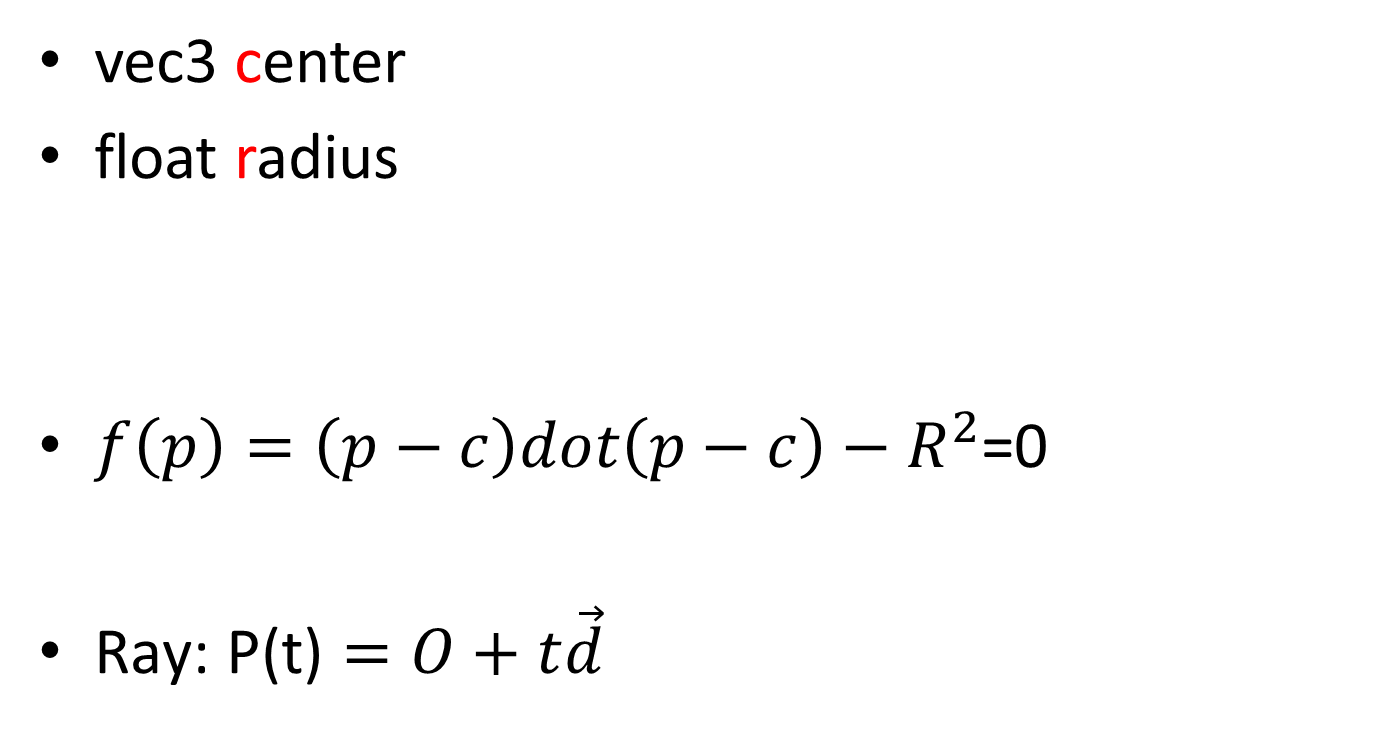 • vec3 center
• float radius
• f(p) = (p − c)dot(p − c) − R²=0
• Ray: P(t) = O + td⃗